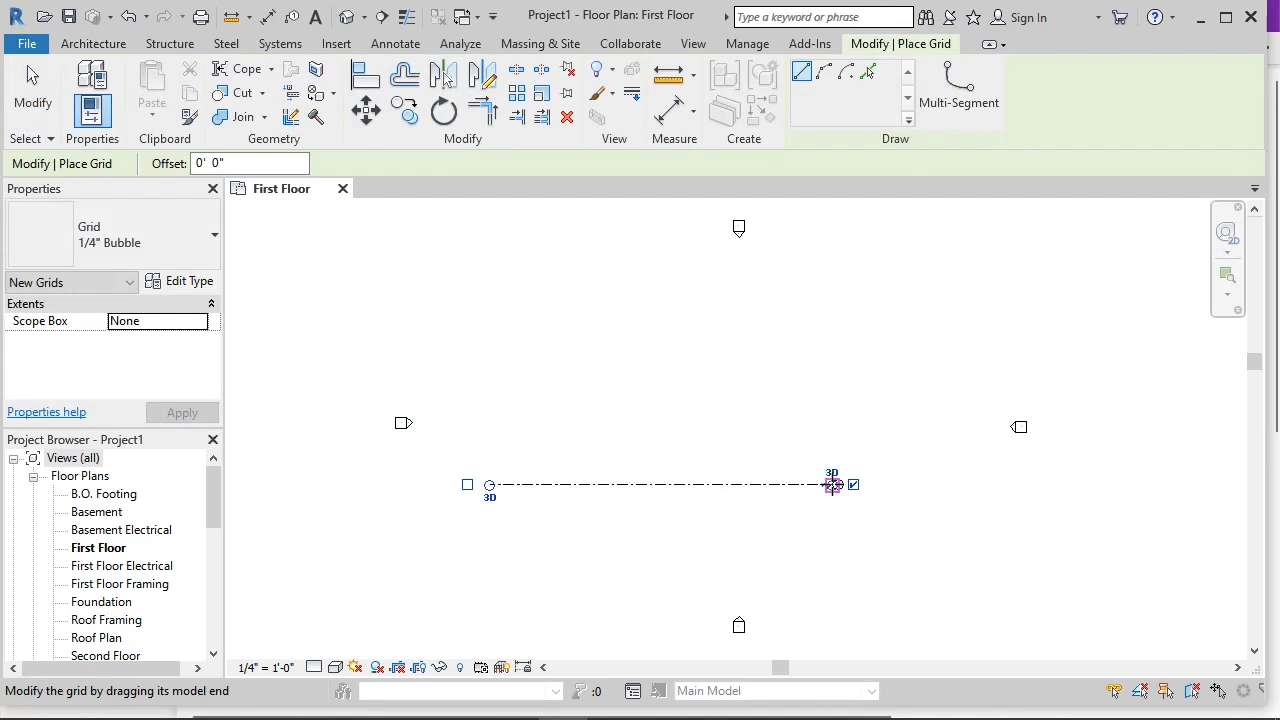 Project1 - Floor Plan: First Floor
Type a keyword or phrase
Sign In
File
Architecture
Structure
Steel
Systems
Insert
Annotate
Analyze
Massing & Site
Collaborate
View
Manage
Add-Ins
Modify | Place Grid
Modify
Paste
Cope
Cut
Join
Multi-Segment
Select
Properties
Clipboard
Geometry
Modify
View
Measure
Create
Draw
Modify | Place Grid
Offset:
0' 0"
Properties
First Floor
Grid
1/4" Bubble
New Grids
Edit Type
Extents
Scope Box
None
Properties help
Apply
Project Browser - Project1
Views (all)
Floor Plans
B.O. Footing
Basement
Basement Electrical
First Floor
First Floor Electrical
First Floor Framing
Foundation
Roof Framing
Roof Plan
Second Floor
2D
3D
3D
1/4" = 1'-0"
Modify the grid by dragging its model end
:0
Main Model